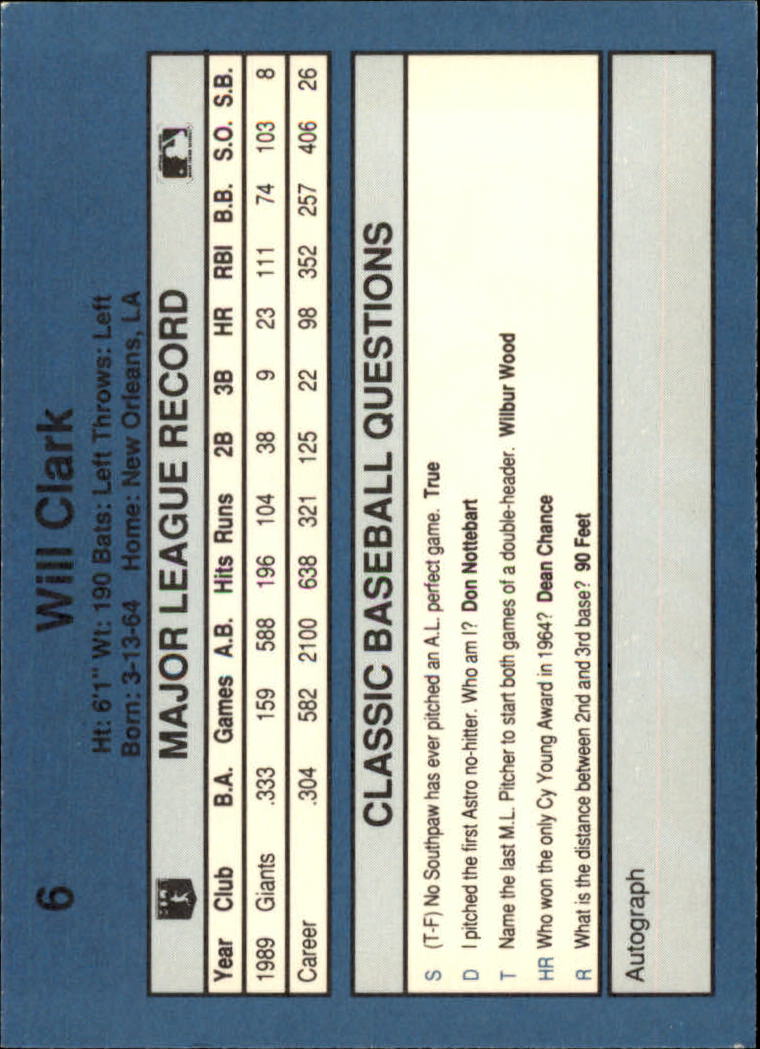 6 Will Clark
Ht: 6'1" Wt: 190 Bats: Left Throws: Left
Born: 3-13-64 Home: New Orleans, LA
MAJOR LEAGUE RECORD
Year Club B.A. Games A.B. Hits Runs 2B 3B HR RBI B.B. S.O. S.B.
1989 Giants .333 159 588 196 104 38 9 23 111 74 103 8
Career .304 582 2100 638 321 125 22 98 352 257 406 26
CLASSIC BASEBALL QUESTIONS
S (T-F) No Southpaw has ever pitched an A.L. perfect game. True
D I pitched the first Astro no-hitter. Who am I? Don Nottebart
T Name the last M.L. Pitcher to start both games of a double-header. Wilbur Wood
HR Who won the only Cy Young Award in 1964? Dean Chance
R What is the distance between 2nd and 3rd base? 90 Feet
Autograph